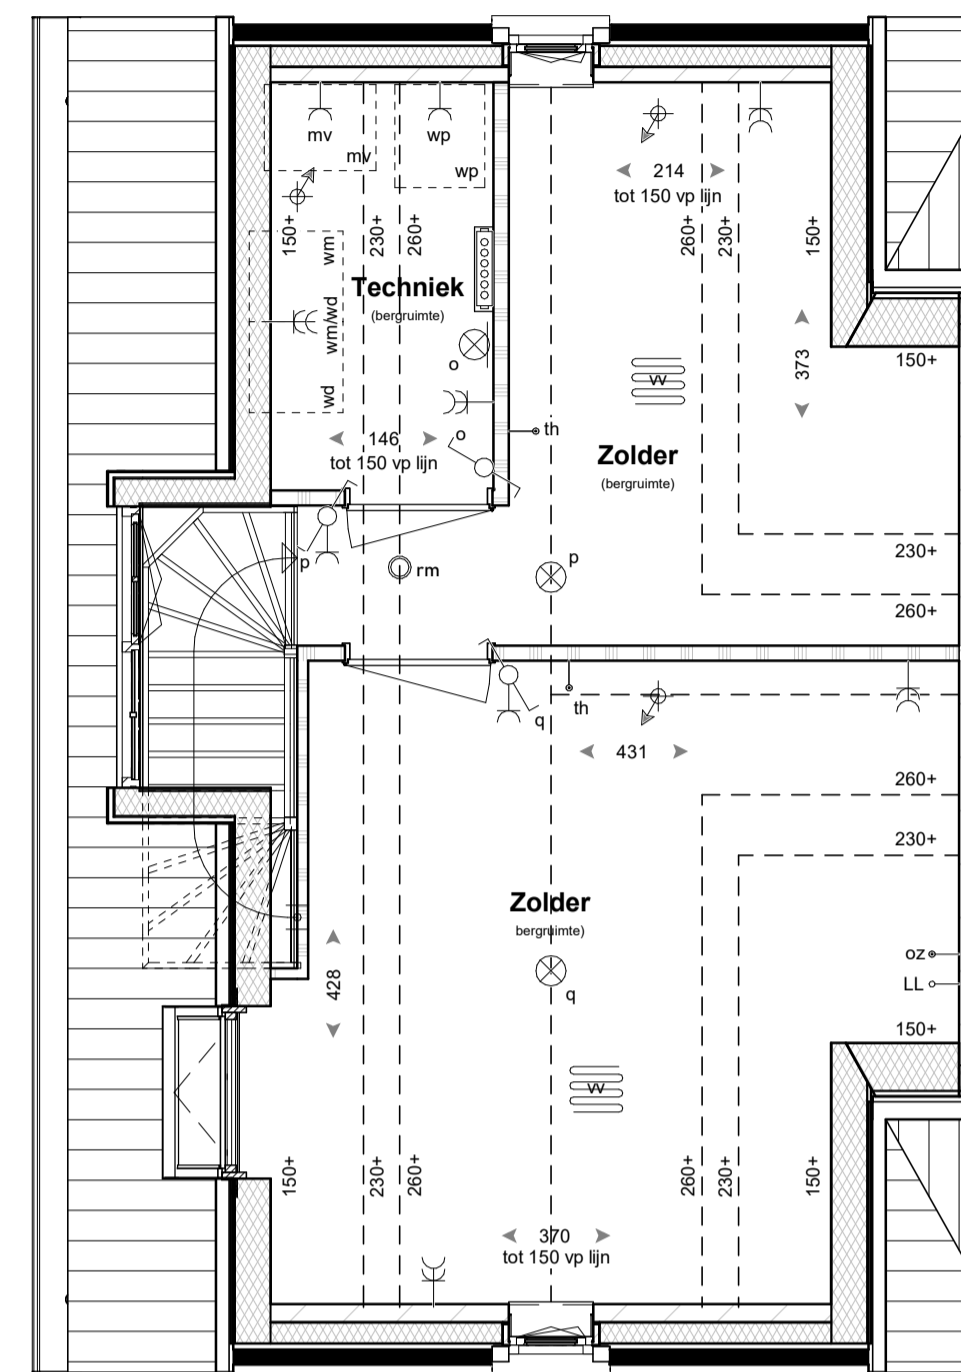 mv
wp
mv
wp
214
tot 150 vp lijn
150+
230+
260+
260+
230+
150+
wm
Techniek
(bergruimte)
wm/wd
wd
o
373
150+
vv
146
tot 150 vp lijn
o
th
Zolder
(bergruimte)
230+
p
rm
p
260+
th
q
431
260+
230+
Zolder
bergruimte)
428
q
oz
LL
150+
vv
150+
230+
260+
260+
230+
150+
370
tot 150 vp lijn